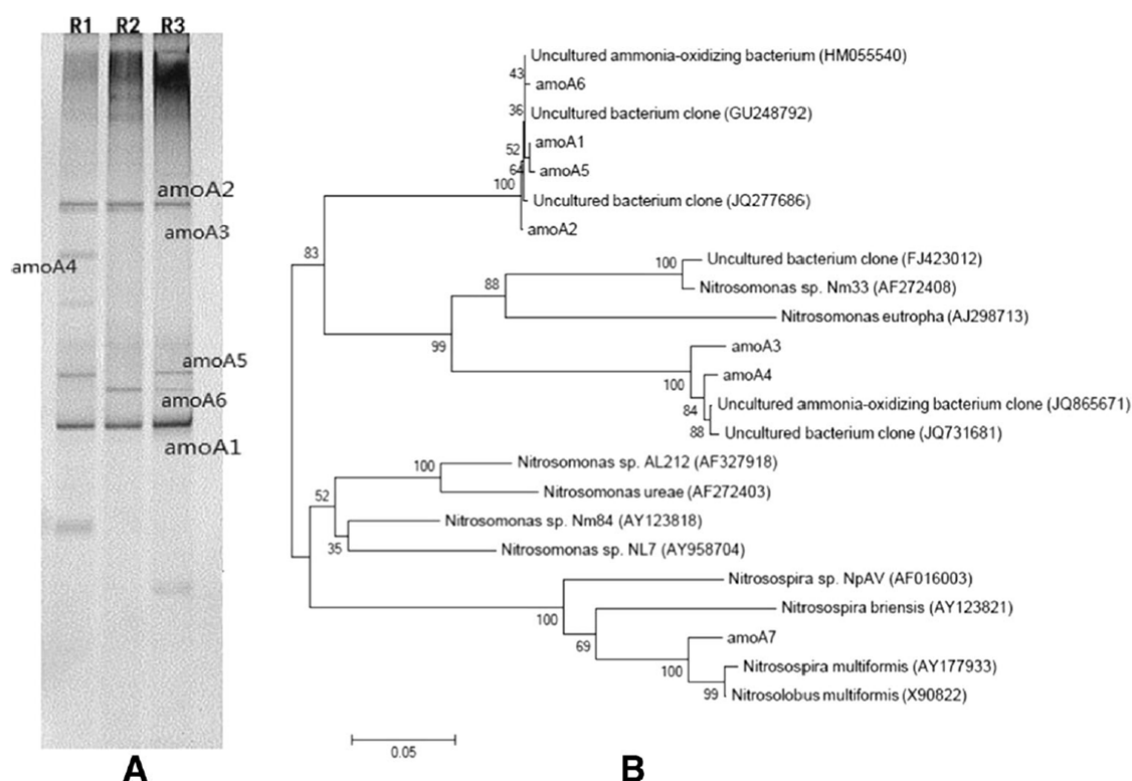 R1 R2 R3
amoA2
amoA3
amoA4
amoA5
amoA6
amoA1
A
Uncultured ammonia-oxidizing bacterium (HM055540)
43
amoA6
36
Uncultured bacterium clone (GU248792)
amoA1
52
64
amoA5
100
Uncultured bacterium clone (JQ277686)
amoA2
83
100
Uncultured bacterium clone (FJ423012)
88
Nitrosomonas sp. Nm33 (AF272408)
Nitrosomonas eutropha (AJ298713)
99
amoA3
100
amoA4
84
Uncultured ammonia-oxidizing bacterium clone (JQ865671)
88
Uncultured bacterium clone (JQ731681)
100
Nitrosomonas sp. AL212 (AF327918)
52
Nitrosomonas ureae (AF272403)
Nitrosomonas sp. Nm84 (AY123818)
35
Nitrosomonas sp. NL7 (AY958704)
Nitrosospira sp. NpAV (AF016003)
100
Nitrosospira briensis (AY123821)
69
amoA7
100
Nitrosospira multiformis (AY177933)
99
Nitrosolobus multiformis (X90822)
0.05
B